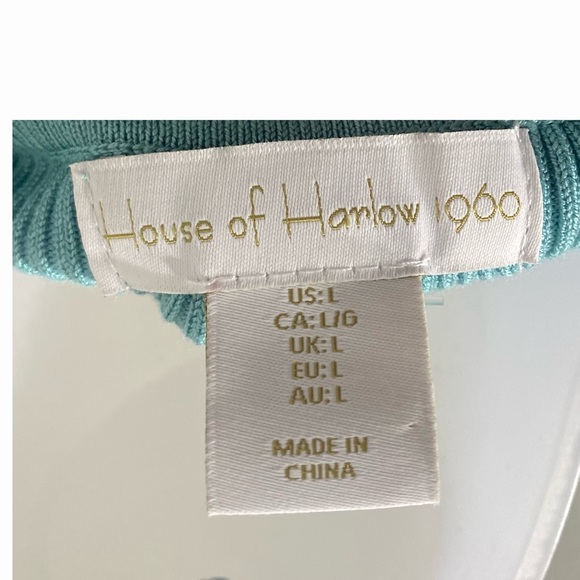 House of Harlow 1960
US: L
CA: L/G
UK: L
EU: L
AU: L
MADE IN
CHINA